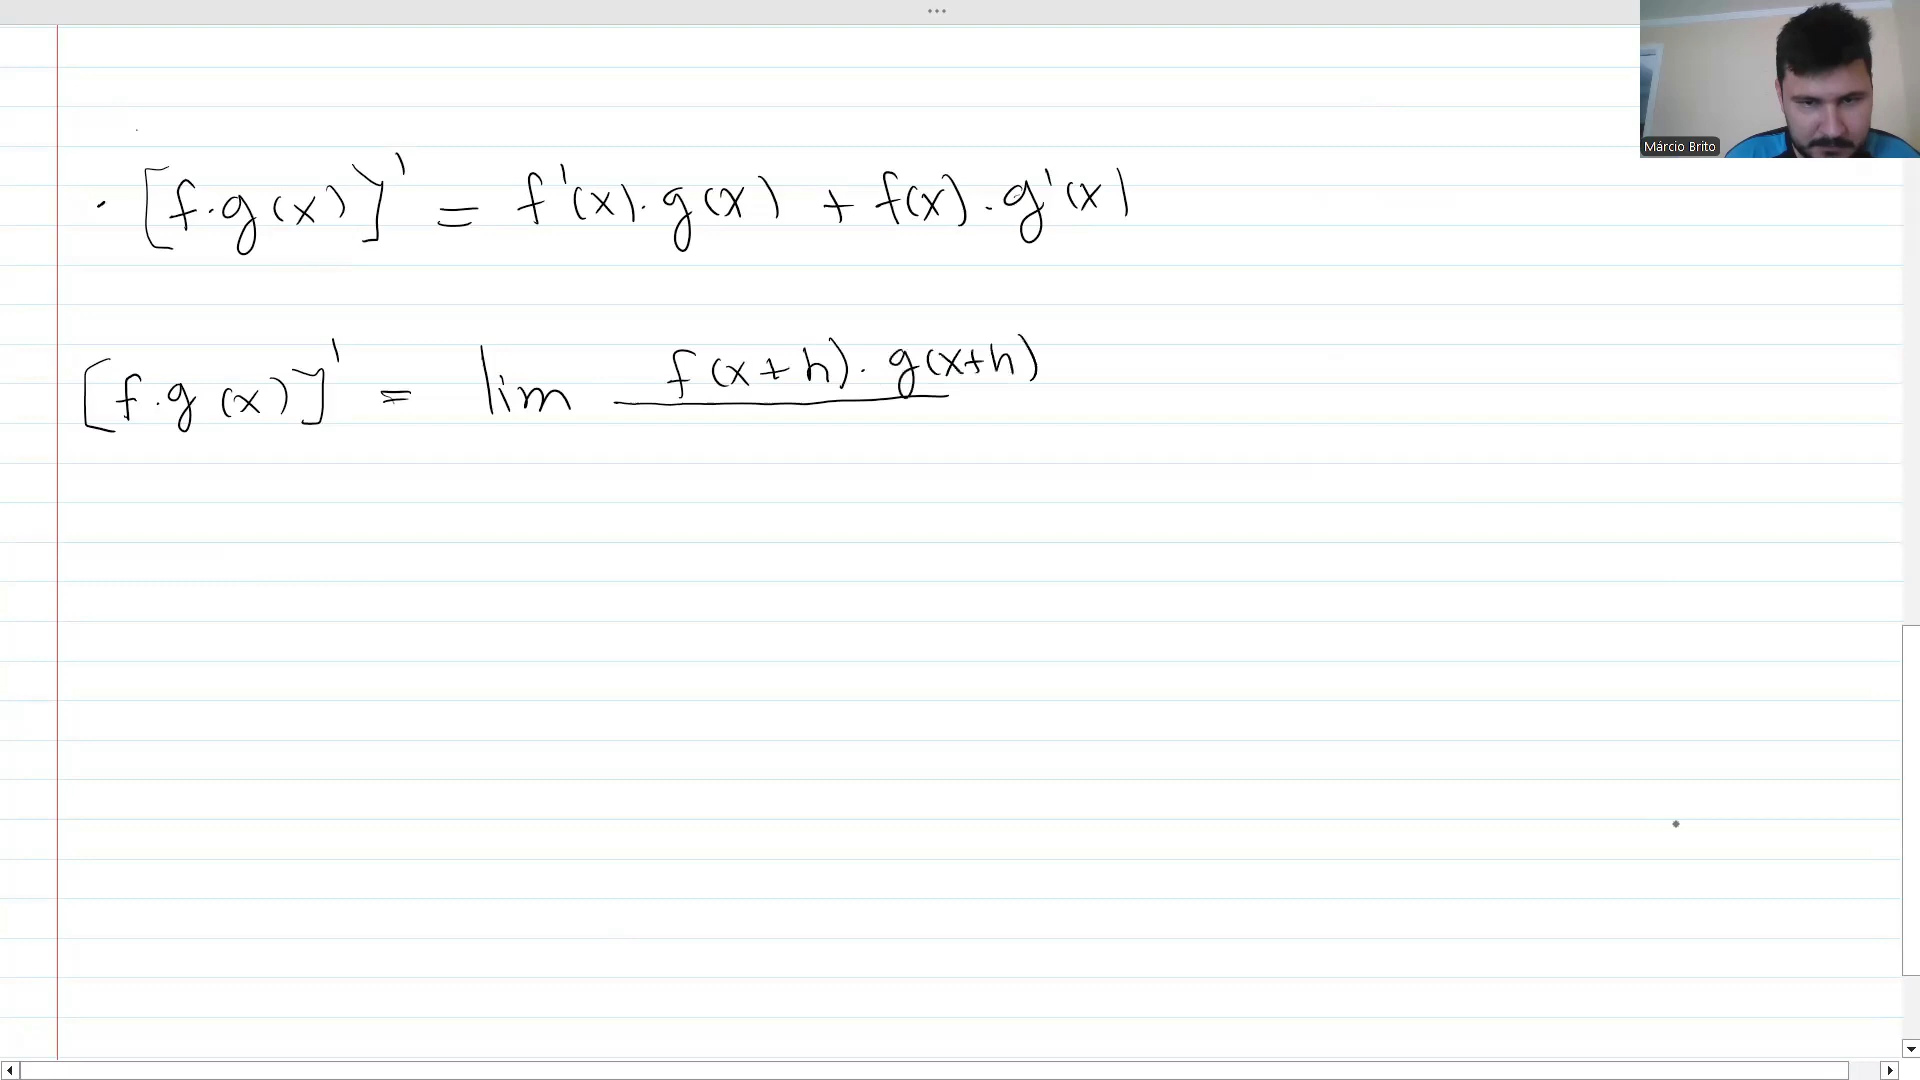 Márcio Brito
· [f·g(x)]' = f'(x)·g(x) + f(x)·g'(x)
[f·g(x)]' = lim f(x+h)·g(x+h)